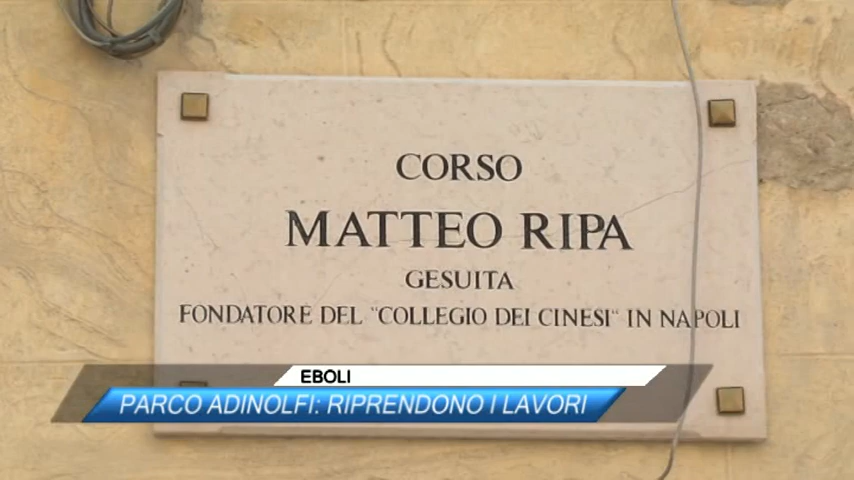 CORSO
MATTEO RIPA
GESUITA
FONDATORE DEL "COLLEGIO DEI CINESI" IN NAPOLI
EBOLI
PARCO ADINOLFI: RIPRENDONO I LAVORI